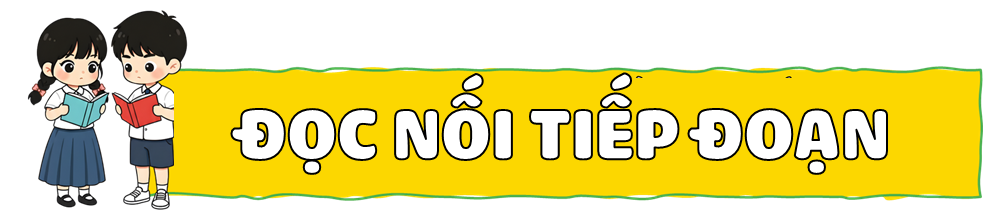 ĐỌC NỐI TIẾP ĐOẠN